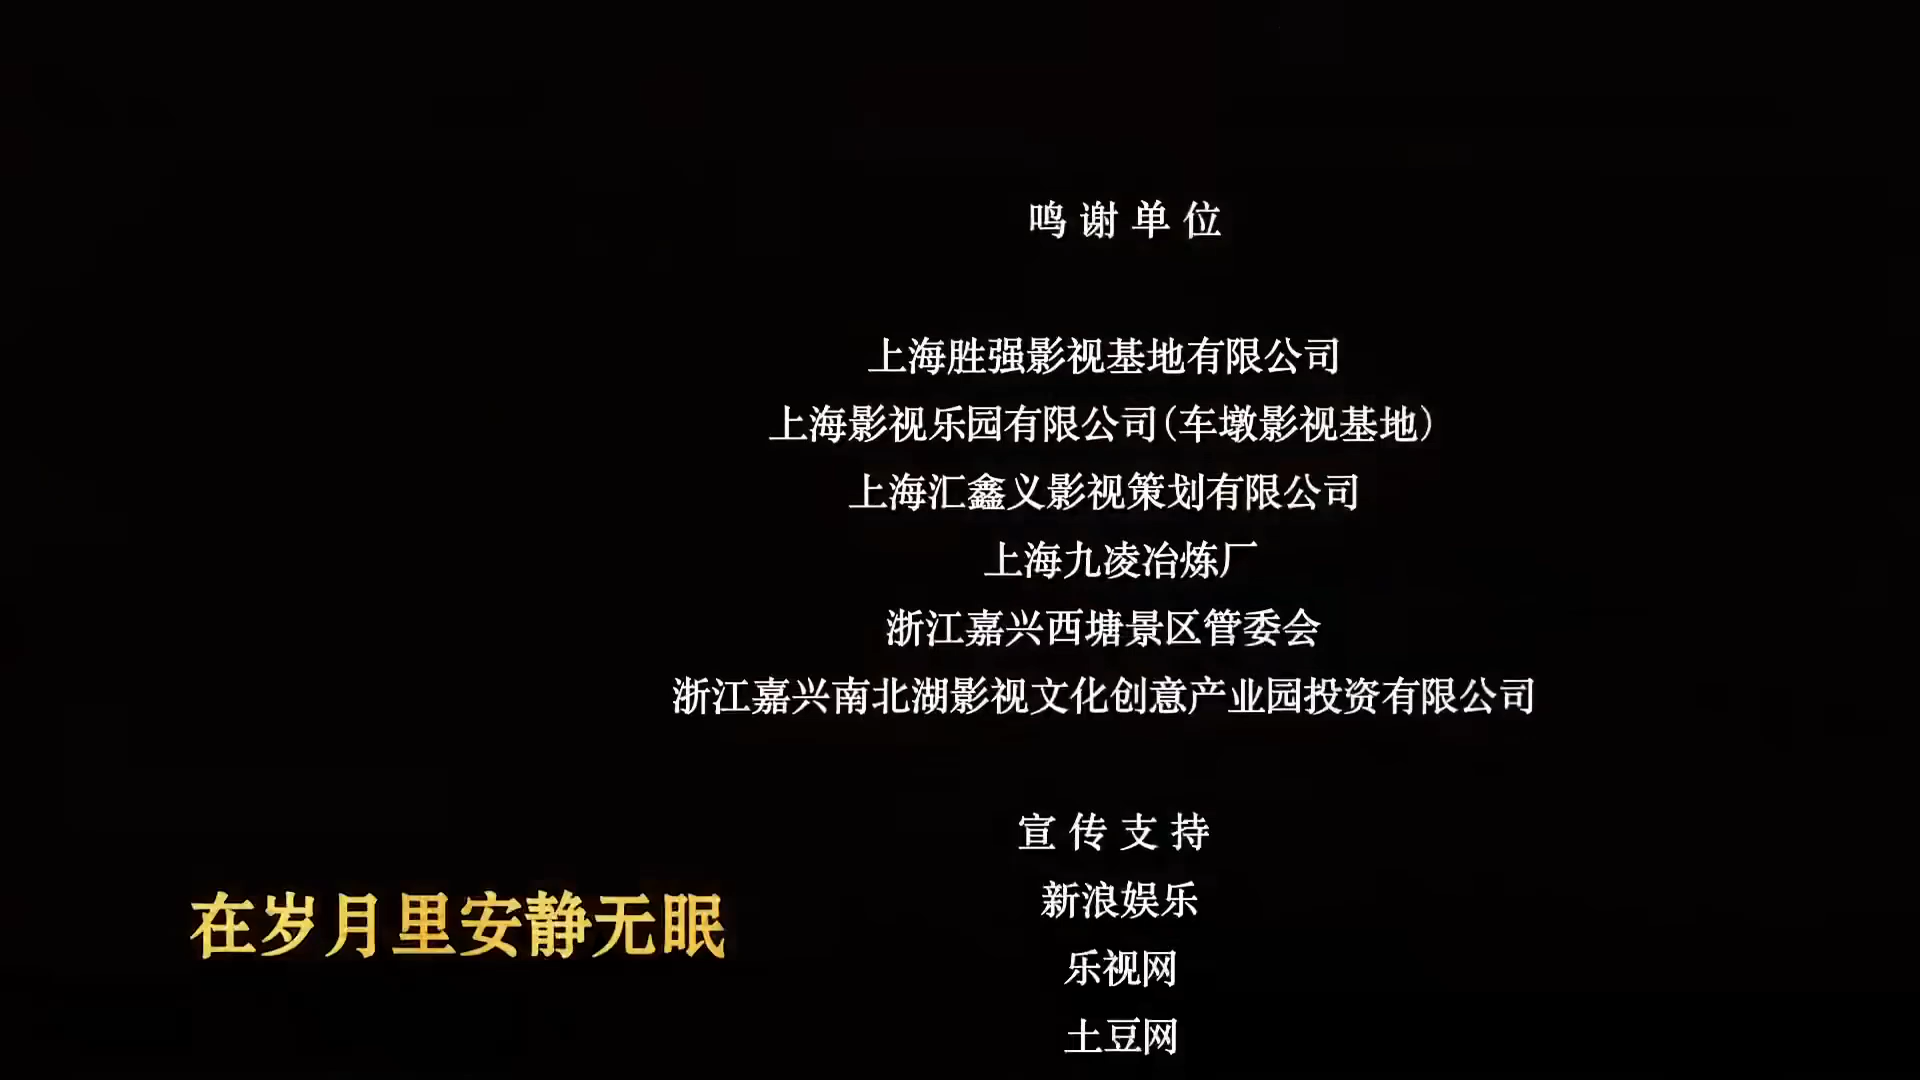 鸣谢单位
上海胜强影视基地有限公司
上海影视乐园有限公司(车墩影视基地)
上海汇鑫义影视策划有限公司
上海九凌冶炼厂
浙江嘉兴西塘景区管委会
浙江嘉兴南北湖影视文化创意产业园投资有限公司
宣传支持
新浪娱乐
乐视网
土豆网
在岁月里安静无眠